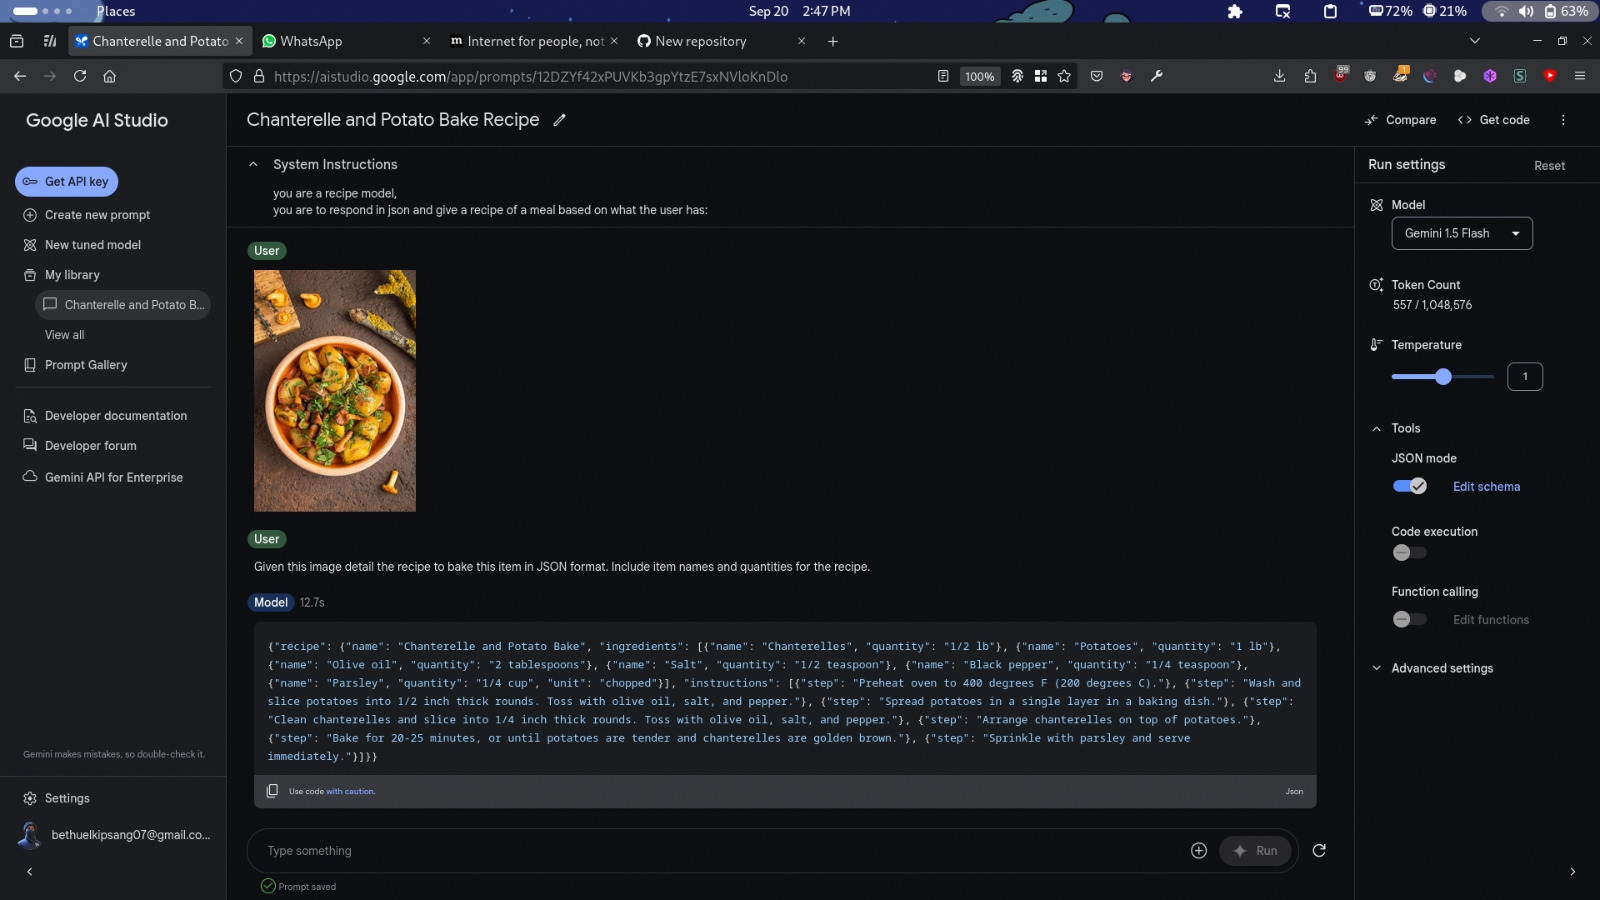 Places
Sep 20 2:47 PM
72% 21% 63%
Chanterelle and Potato
WhatsApp
Internet for people, not
New repository
https://aistudio.google.com/app/prompts/12DZYf42xPUVKb3gpYtzE7sxNVloKnDlo
100%
99
1
Google AI Studio
Get API key
Create new prompt
New tuned model
My library
Chanterelle and Potato B...
View all
Prompt Gallery
Developer documentation
Developer forum
Gemini API for Enterprise
Gemini makes mistakes, so double-check it.
Settings
bethuelkipsang07@gmail.co...
Chanterelle and Potato Bake Recipe
Compare
Get code
System Instructions
you are a recipe model,
you are to respond in json and give a recipe of a meal based on what the user has:
User
User
Given this image detail the recipe to bake this item in JSON format. Include item names and quantities for the recipe.
Model 12.7s
{"recipe": {"name": "Chanterelle and Potato Bake", "ingredients": [{"name": "Chanterelles", "quantity": "1/2 lb"}, {"name": "Potatoes", "quantity": "1 lb"},
{"name": "Olive oil", "quantity": "2 tablespoons"}, {"name": "Salt", "quantity": "1/2 teaspoon"}, {"name": "Black pepper", "quantity": "1/4 teaspoon"},
{"name": "Parsley", "quantity": "1/4 cup", "unit": "chopped"}], "instructions": [{"step": "Preheat oven to 400 degrees F (200 degrees C)."}, {"step": "Wash and
slice potatoes into 1/2 inch thick rounds. Toss with olive oil, salt, and pepper."}, {"step": "Spread potatoes in a single layer in a baking dish."}, {"step":
"Clean chanterelles and slice into 1/4 inch thick rounds. Toss with olive oil, salt, and pepper."}, {"step": "Arrange chanterelles on top of potatoes."},
{"step": "Bake for 20-25 minutes, or until potatoes are tender and chanterelles are golden brown."}, {"step": "Sprinkle with parsley and serve
immediately."}]}}
Use code with caution.
Json
Type something
Run
Prompt saved
Run settings
Reset
Model
Gemini 1.5 Flash
Token Count
557 / 1,048,576
Temperature
1
Tools
JSON mode
Edit schema
Code execution
Function calling
Edit functions
Advanced settings